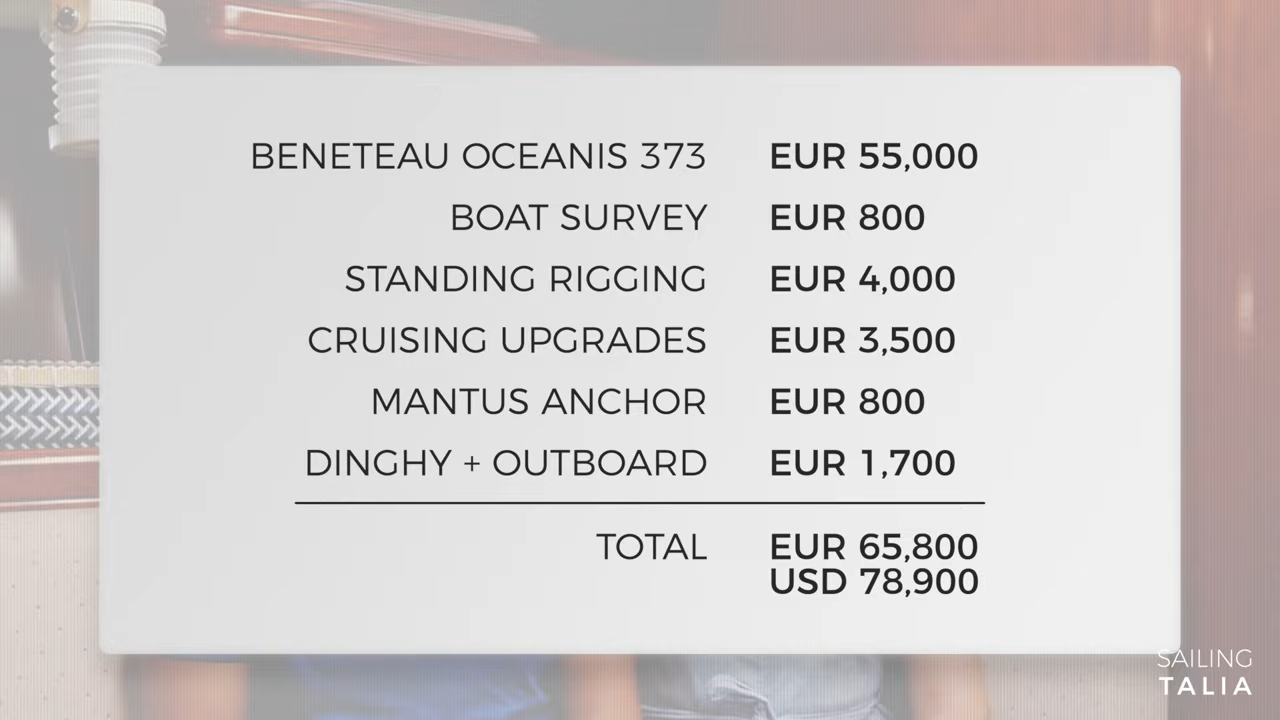 BENETEAU OCEANIS 373 EUR 55,000
BOAT SURVEY EUR 800
STANDING RIGGING EUR 4,000
CRUISING UPGRADES EUR 3,500
MANTUS ANCHOR EUR 800
DINGHY + OUTBOARD EUR 1,700
TOTAL EUR 65,800
USD 78,900
SAILING
TALIA